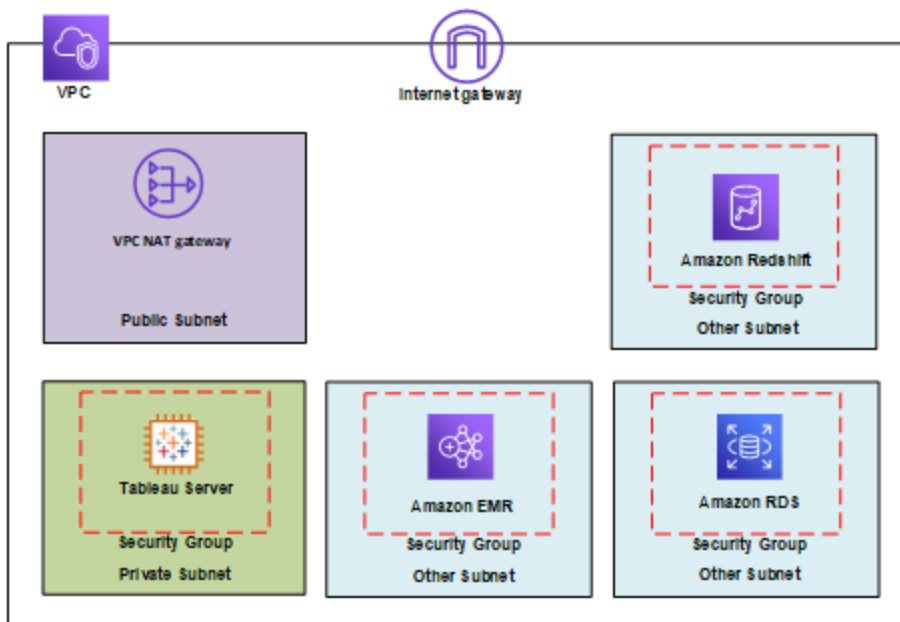 VPC
Internet gateway
VPC NAT gateway
Public Subnet
Amazon Redshift
Security Group
Other Subnet
Tableau Server
Security Group
Private Subnet
Amazon EMR
Security Group
Other Subnet
Amazon RDS
Security Group
Other Subnet